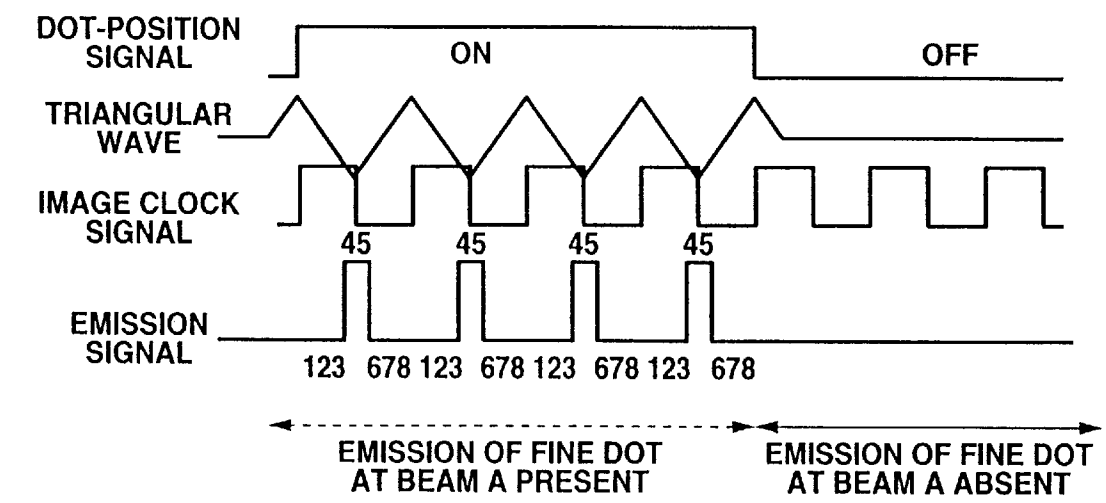 DOT-POSITION
SIGNAL
ON
OFF
TRIANGULAR
WAVE
IMAGE CLOCK
SIGNAL
45 45 45 45
EMISSION
SIGNAL
123 678 123 678 123 678 123 678
EMISSION OF FINE DOT
AT BEAM A PRESENT
EMISSION OF FINE DOT
AT BEAM A ABSENT